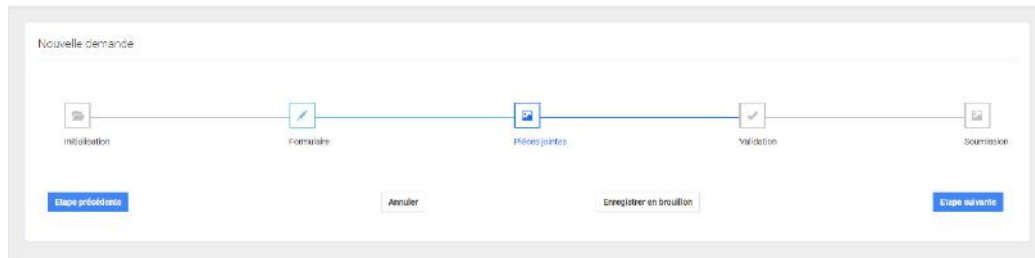 Nouvelle demande
Initialisation
Formulaire
Pièces jointes
Validation
Soumission
Etape précédente
Annuler
Enregistrer en brouillon
Etape suivante